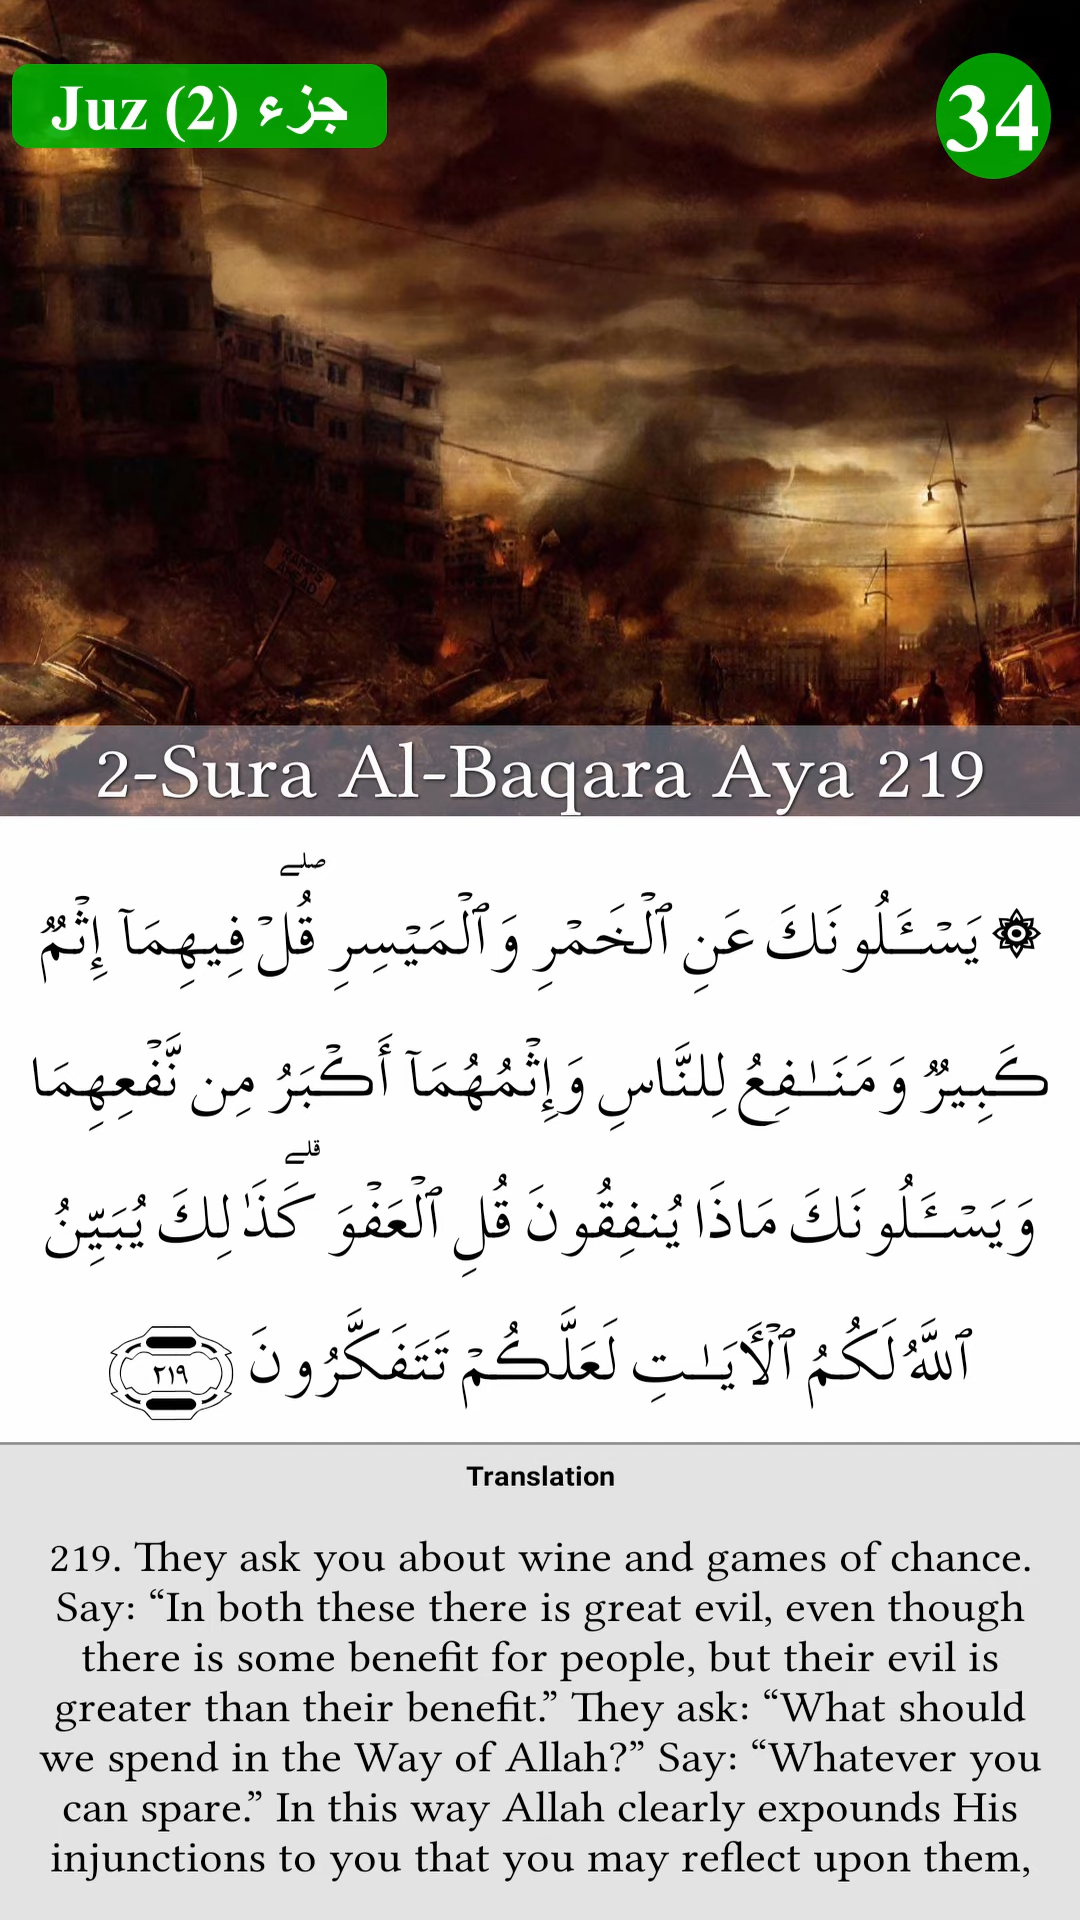 Juz (2) جزء
34
2-Sura Al-Baqara Aya 219
۞ يَسۡـَٔلُونَكَ عَنِ ٱلۡخَمۡرِ وَٱلۡمَيۡسِرِۖ قُلۡ فِيهِمَآ إِثۡمٞ
كَبِيرٞ وَمَنَٰفِعُ لِلنَّاسِ وَإِثۡمُهُمَآ أَكۡبَرُ مِن نَّفۡعِهِمَا
وَيَسۡـَٔلُونَكَ مَاذَا يُنفِقُونَ قُلِ ٱلۡعَفۡوَۗ كَذَٰلِكَ يُبَيِّنُ
ٱللَّهُ لَكُمُ ٱلۡأٓيَٰتِ لَعَلَّكُمۡ تَتَفَكَّرُونَ ٢١٩
Translation
219. They ask you about wine and games of chance.
Say: “In both these there is great evil, even though
there is some benefit for people, but their evil is
greater than their benefit.” They ask: “What should
we spend in the Way of Allah?” Say: “Whatever you
can spare.” In this way Allah clearly expounds His
injunctions to you that you may reflect upon them,